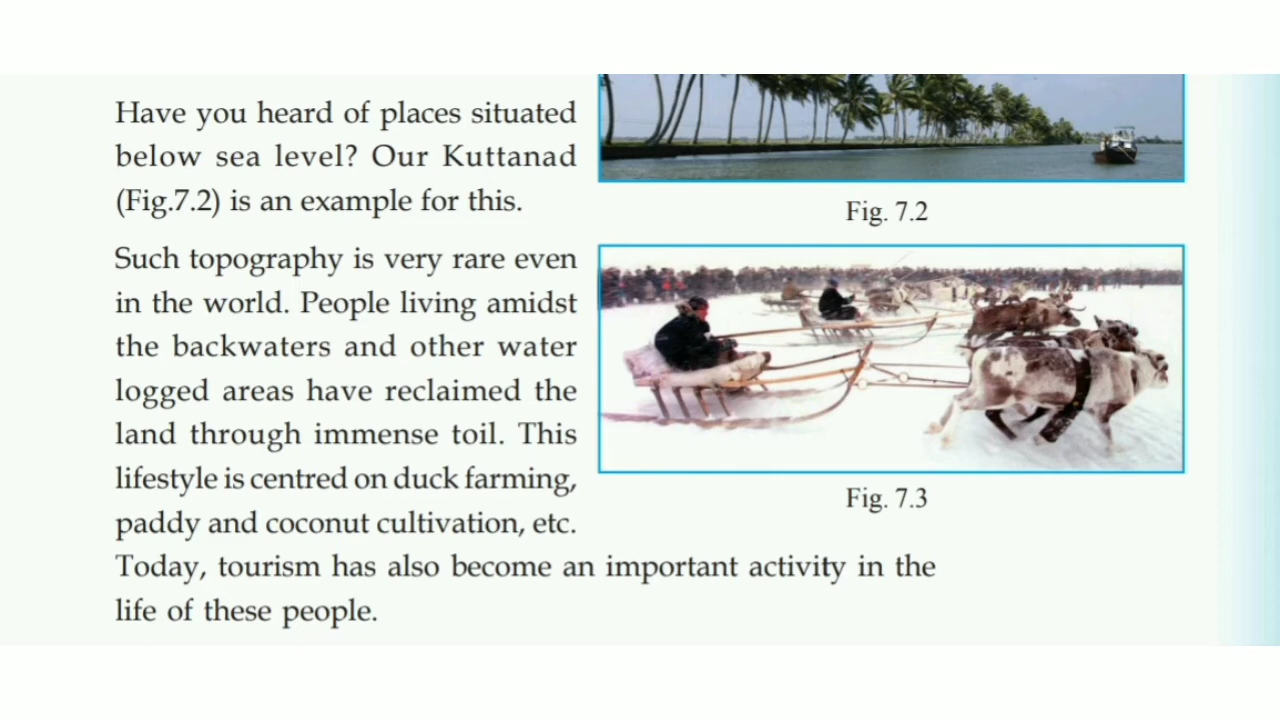 Have you heard of places situated
below sea level? Our Kuttanad
(Fig.7.2) is an example for this.
Fig. 7.2
Such topography is very rare even
in the world. People living amidst
the backwaters and other water
logged areas have reclaimed the
land through immense toil. This
lifestyle is centred on duck farming,
paddy and coconut cultivation, etc.
Fig. 7.3
Today, tourism has also become an important activity in the
life of these people.